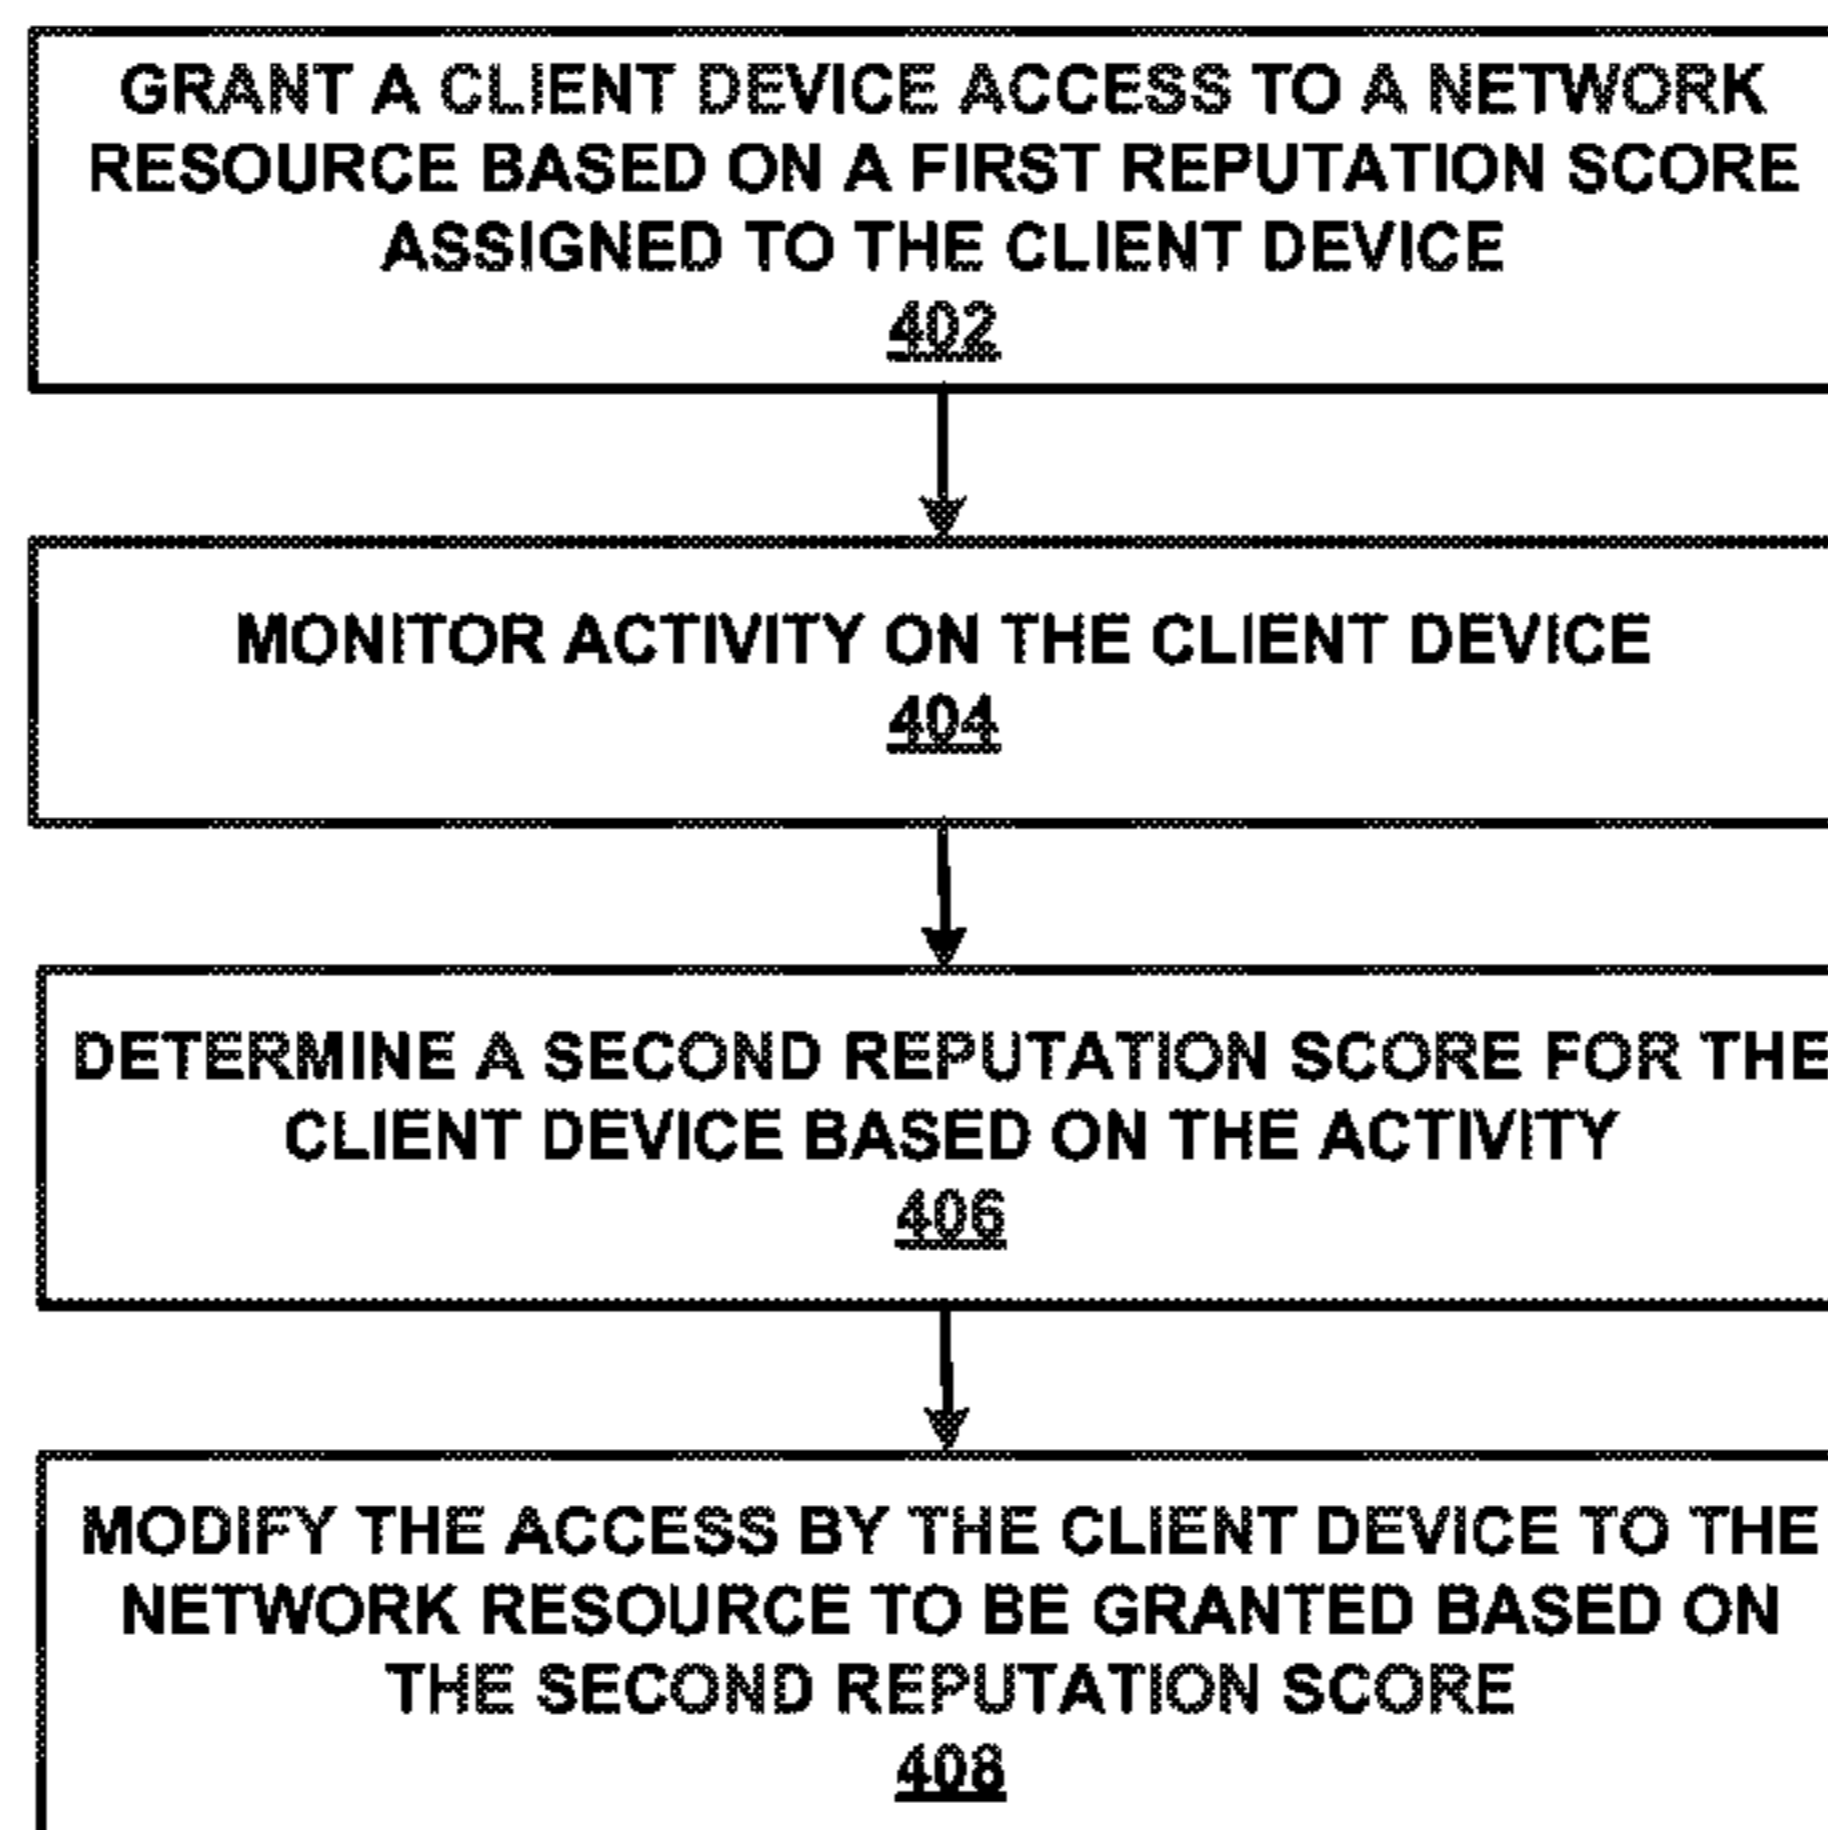 GRANT A CLIENT DEVICE ACCESS TO A NETWORK
RESOURCE BASED ON A FIRST REPUTATION SCORE
ASSIGNED TO THE CLIENT DEVICE
402
MONITOR ACTIVITY ON THE CLIENT DEVICE
404
DETERMINE A SECOND REPUTATION SCORE FOR THE
CLIENT DEVICE BASED ON THE ACTIVITY
406
MODIFY THE ACCESS BY THE CLIENT DEVICE TO THE
NETWORK RESOURCE TO BE GRANTED BASED ON
THE SECOND REPUTATION SCORE
408